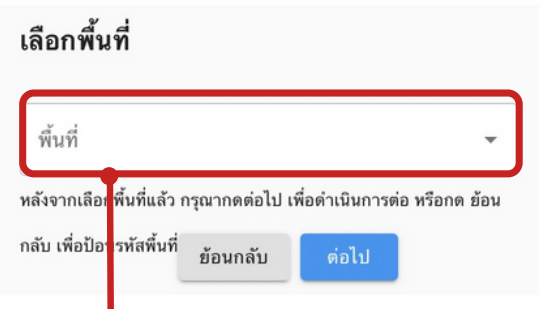 เลือกพื้นที่
พื้นที่
หลังจากเลือกพื้นที่แล้ว กรุณากดต่อไป เพื่อดำเนินการต่อ หรือกด ย้อน
กลับ เพื่อป้อนรหัสพื้นที่
ย้อนกลับ ต่อไป